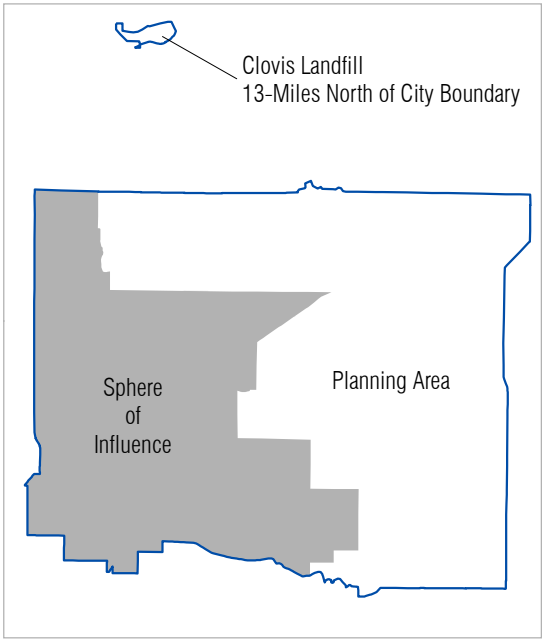 Clovis Landfill
13-Miles North of City Boundary
Planning Area
Sphere
of
Influence